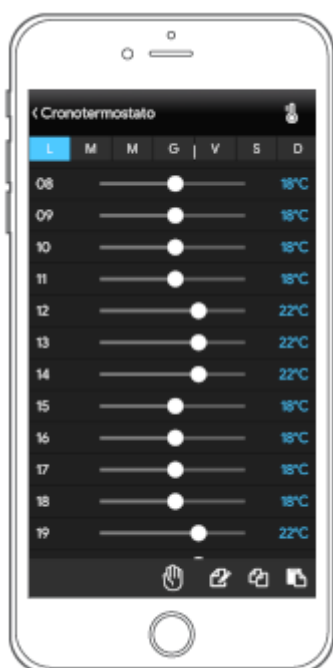 ‹ Cronotermostato
L M M G V S D
08 18°C
09 18°C
10 18°C
11 18°C
12 22°C
13 22°C
14 22°C
15 18°C
16 18°C
17 18°C
18 18°C
19 22°C